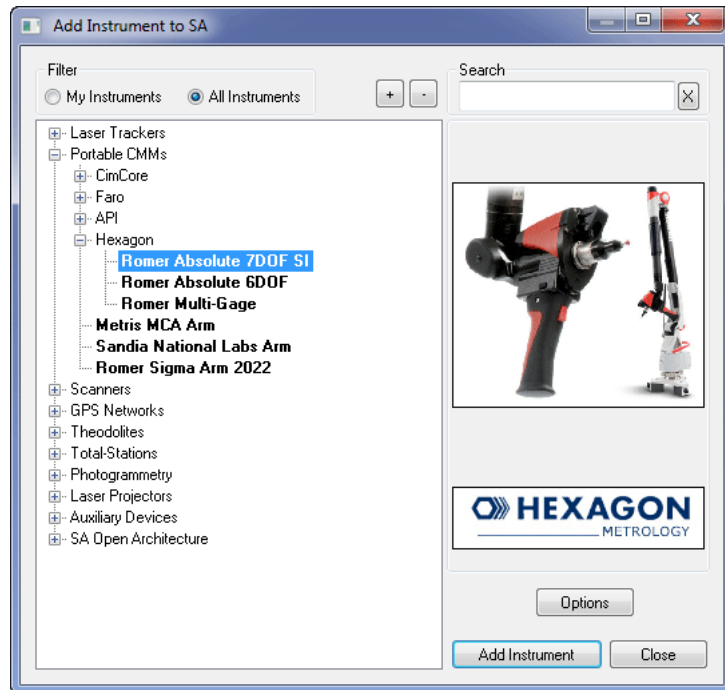 Add Instrument to SA
Filter
My Instruments
All Instruments
+
-
Search
X
Laser Trackers
Portable CMMs
CimCore
Faro
API
Hexagon
Romer Absolute 7DOF SI
Romer Absolute 6DOF
Romer Multi-Gage
Metris MCA Arm
Sandia National Labs Arm
Romer Sigma Arm 2022
Scanners
GPS Networks
Theodolites
Total-Stations
Photogrammetry
Laser Projectors
Auxiliary Devices
SA Open Architecture
HEXAGON
METROLOGY
Options
Add Instrument
Close